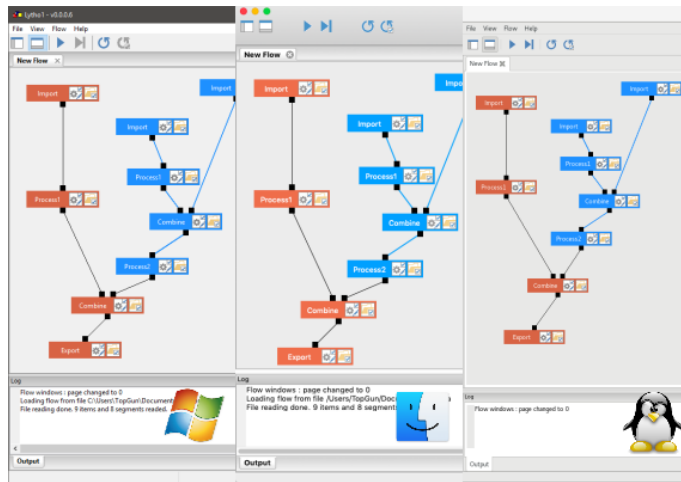 Lytho1 - v0.0.0.6
File View Flow Help
New Flow
Import
Import
Import
Process1
Process1
Combine
Process2
Combine
Export
Log
Flow windows : page changed to 0
Loading flow from file C:\Users\TopGun\Document
File reading done. 9 items and 8 segments readed.
Output
New Flow
Import
Import
Import
Process1
Process1
Combine
Process2
Combine
Export
Log
Flow windows : page changed to 0
Loading flow from file /Users/TopGun/Docu
File reading done. 9 items and 8 segment
Output
File View Flow Help
New Flow
Import
Import
Import
Process1
Process1
Combine
Process2
Combine
Export
Log
Flow windows : page changed to 0
Output